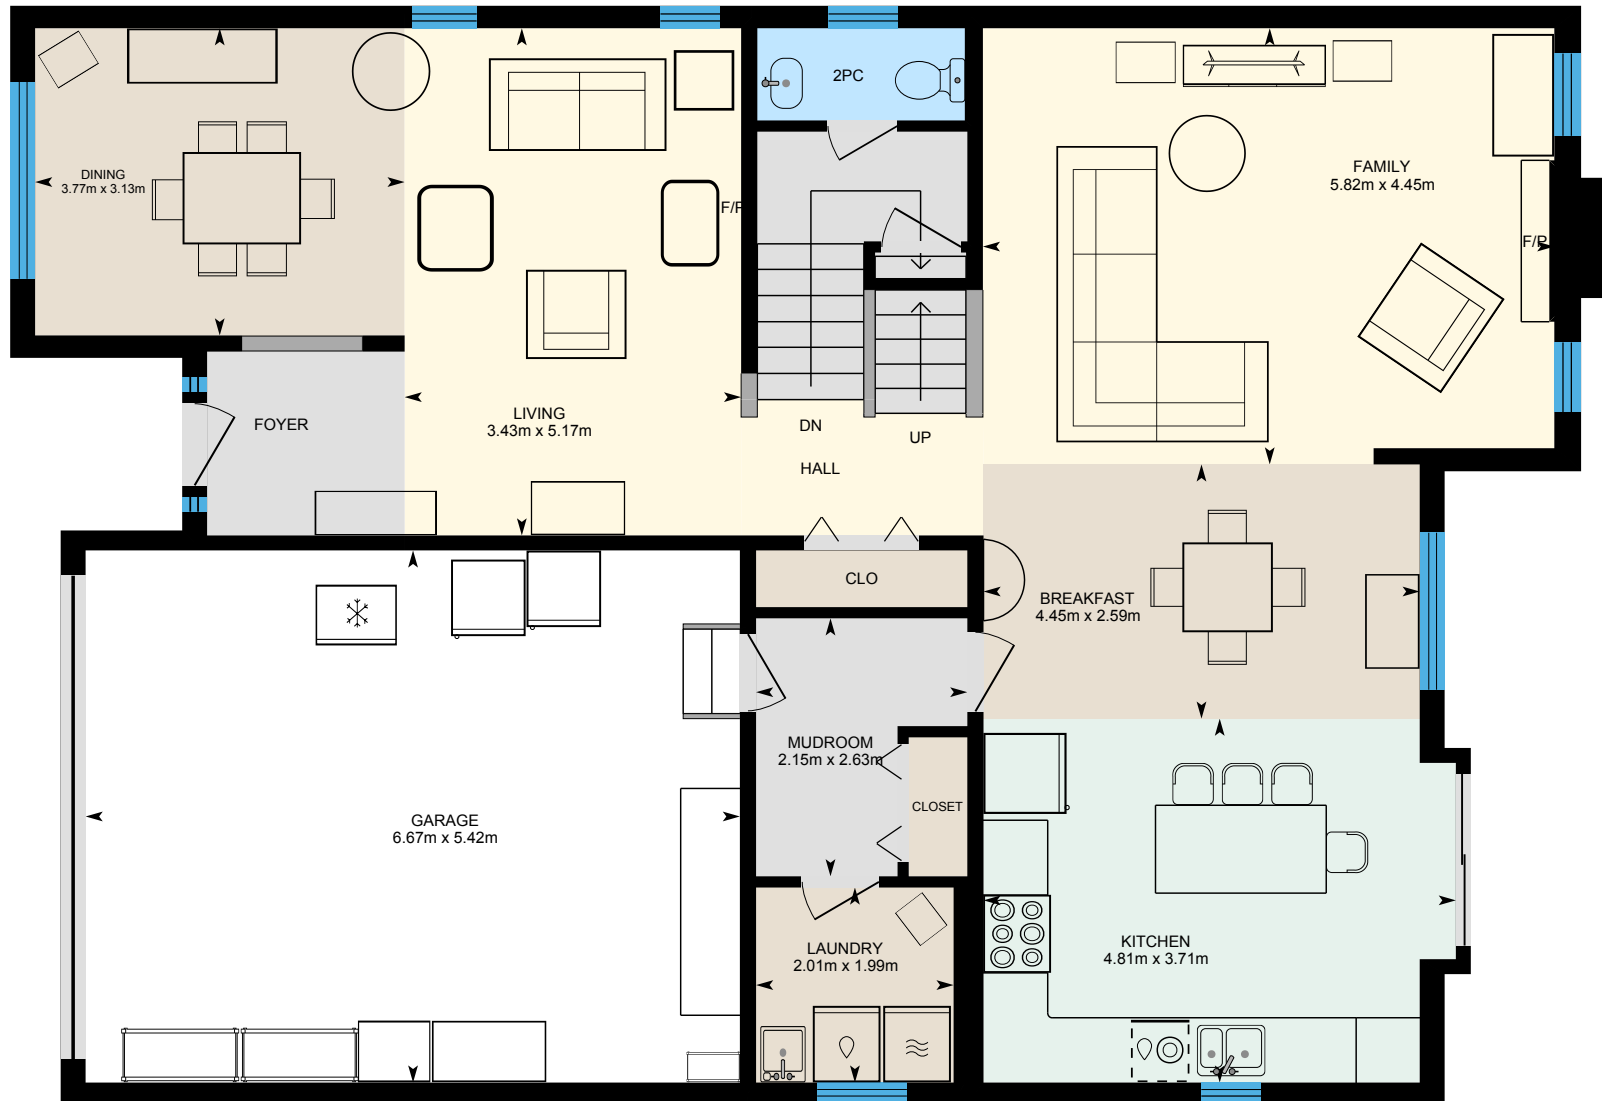 2PC
DINING
3.77m x 3.13m
FAMILY
5.82m x 4.45m
F/P
F/P
FOYER
LIVING
3.43m x 5.17m
DN
UP
HALL
CLO
BREAKFAST
4.45m x 2.59m
MUDROOM
2.15m x 2.63m
CLOSET
GARAGE
6.67m x 5.42m
LAUNDRY
2.01m x 1.99m
KITCHEN
4.81m x 3.71m